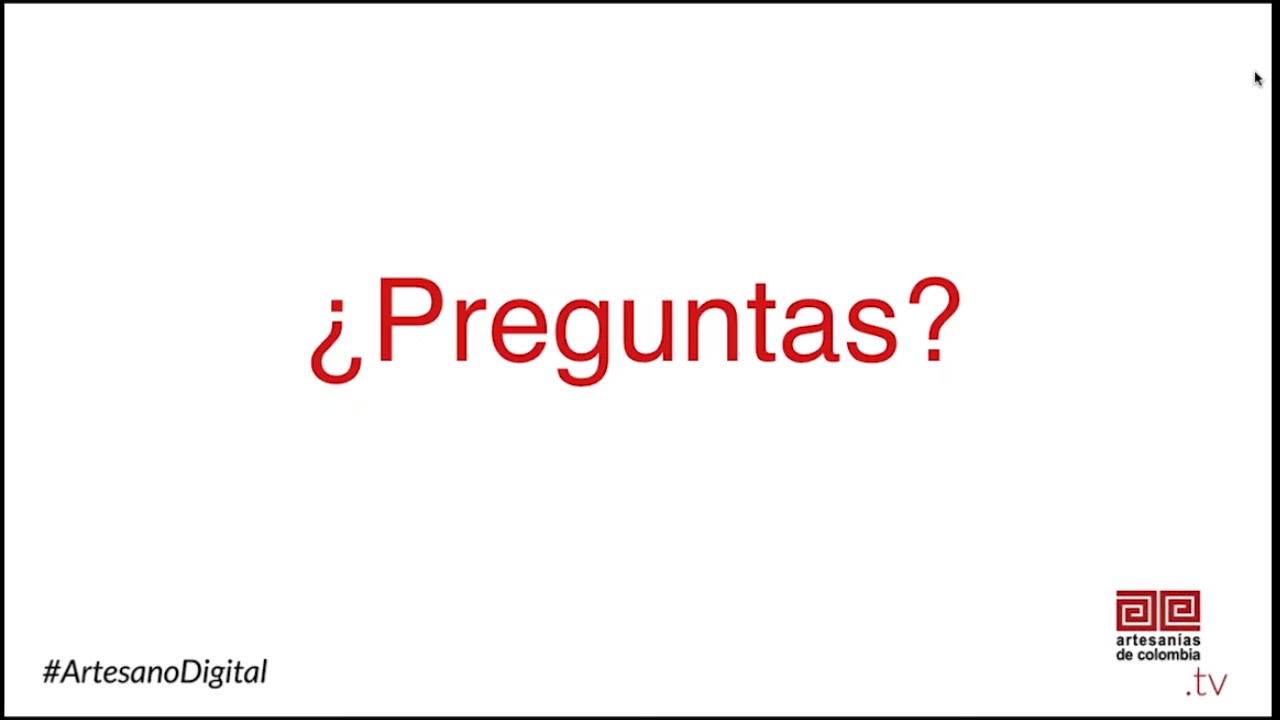 ¿Preguntas?
#ArtesanoDigital
artesanías
de colombia
.tv